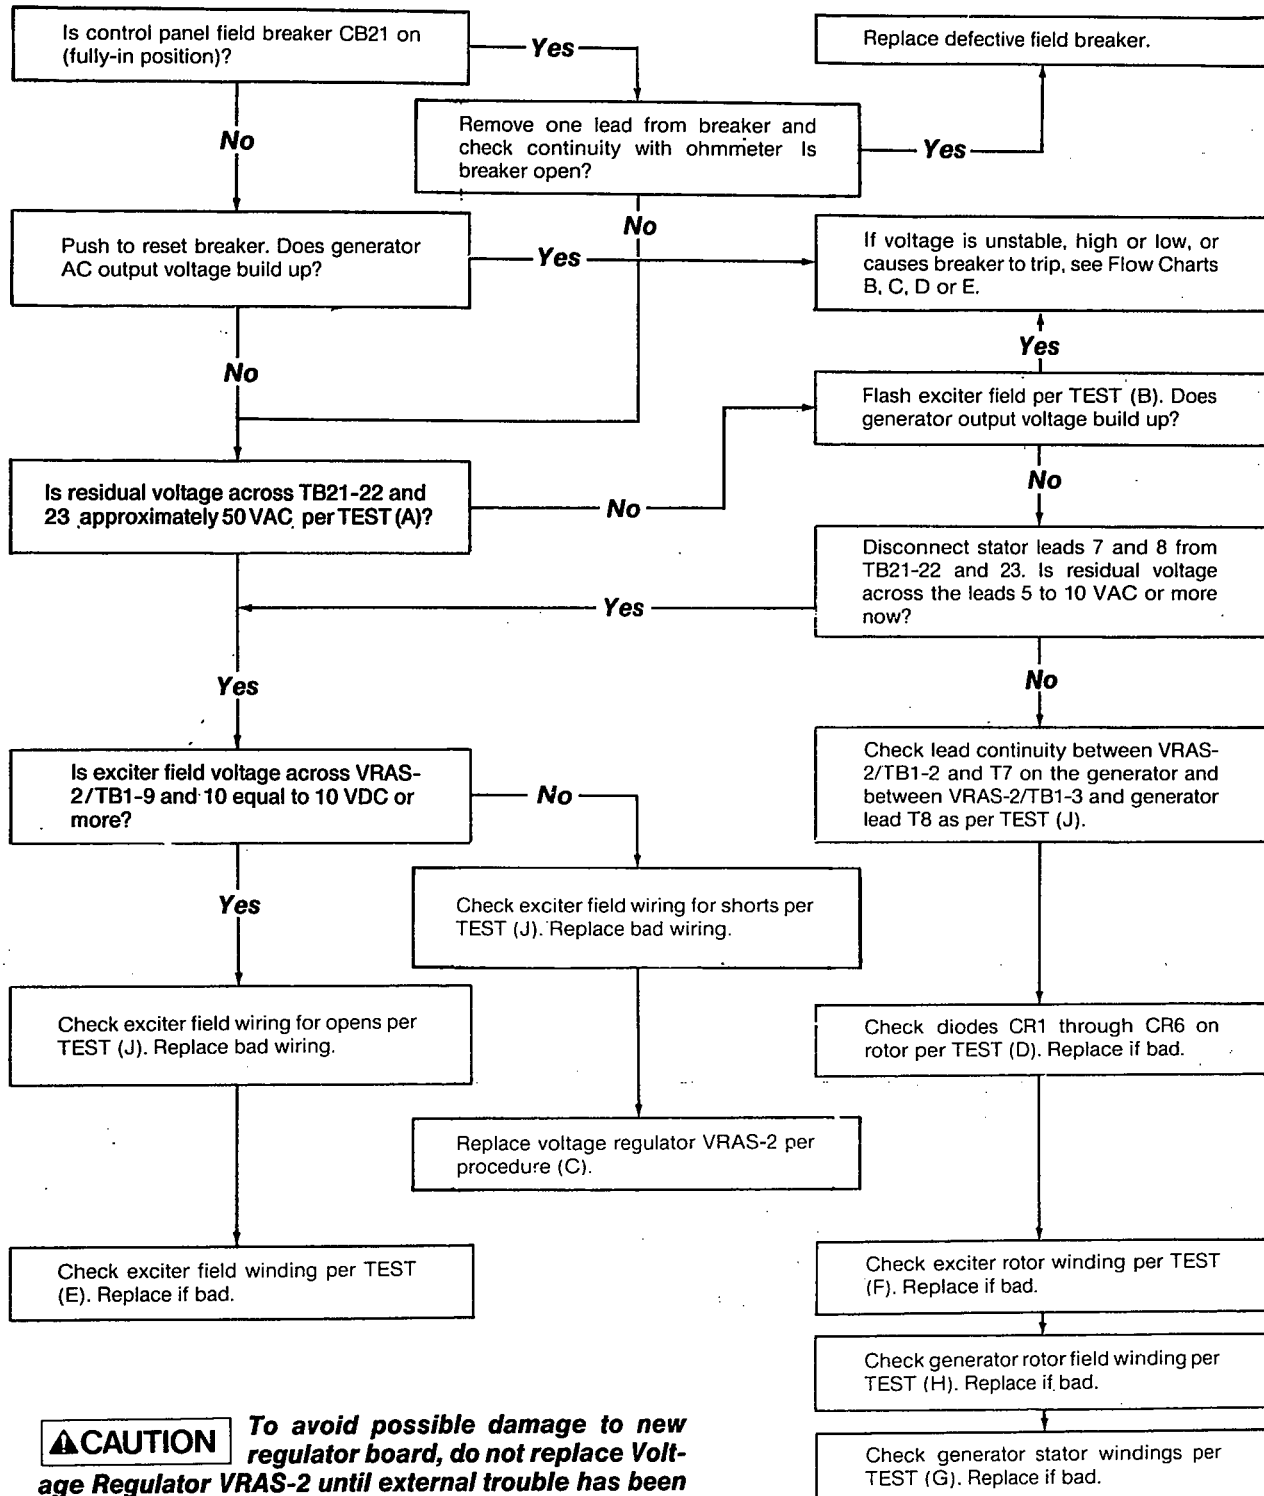 Is control panel field breaker CB21 on
(fully-in position)?
Yes
Replace defective field breaker.
No
Remove one lead from breaker and
check continuity with ohmmeter Is
breaker open?
Yes
No
Push to reset breaker. Does generator
AC output voltage build up?
Yes
If voltage is unstable, high or low, or
causes breaker to trip, see Flow Charts
B, C, D or E.
Yes
No
Flash exciter field per TEST (B). Does
generator output voltage build up?
No
Is residual voltage across TB21-22 and
23 approximately 50 VAC per TEST (A)?
No
Disconnect stator leads 7 and 8 from
TB21-22 and 23. Is residual voltage
across the leads 5 to 10 VAC or more
now?
Yes
No
Yes
Is exciter field voltage across VRAS-
2/TB1-9 and 10 equal to 10 VDC or
more?
No
Check lead continuity between VRAS-
2/TB1-2 and T7 on the generator and
between VRAS-2/TB1-3 and generator
lead T8 as per TEST (J).
Yes
Check exciter field wiring for shorts per
TEST (J). Replace bad wiring.
Check exciter field wiring for opens per
TEST (J). Replace bad wiring.
Check diodes CR1 through CR6 on
rotor per TEST (D). Replace if bad.
Replace voltage regulator VRAS-2 per
procedure (C).
Check exciter field winding per TEST
(E). Replace if bad.
Check exciter rotor winding per TEST
(F). Replace if bad.
Check generator rotor field winding per
TEST (H). Replace if bad.
Check generator stator windings per
TEST (G). Replace if bad.
CAUTION To avoid possible damage to new
regulator board, do not replace Volt-
age Regulator VRAS-2 until external trouble has been